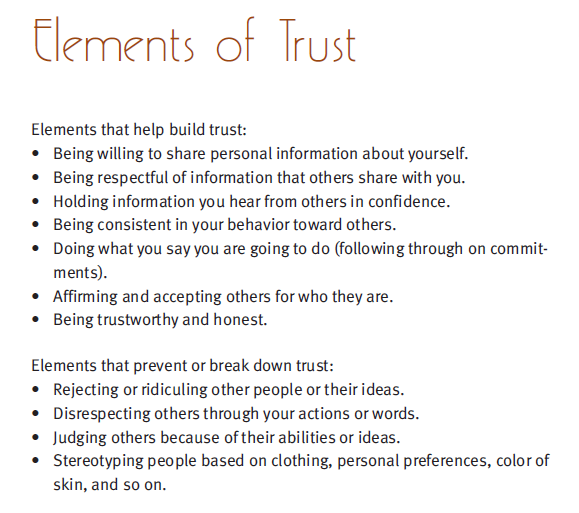 Elements of Trust
Elements that help build trust:
• Being willing to share personal information about yourself.
• Being respectful of information that others share with you.
• Holding information you hear from others in confidence.
• Being consistent in your behavior toward others.
• Doing what you say you are going to do (following through on commit-
ments).
• Affirming and accepting others for who they are.
• Being trustworthy and honest.
Elements that prevent or break down trust:
• Rejecting or ridiculing other people or their ideas.
• Disrespecting others through your actions or words.
• Judging others because of their abilities or ideas.
• Stereotyping people based on clothing, personal preferences, color of
skin, and so on.